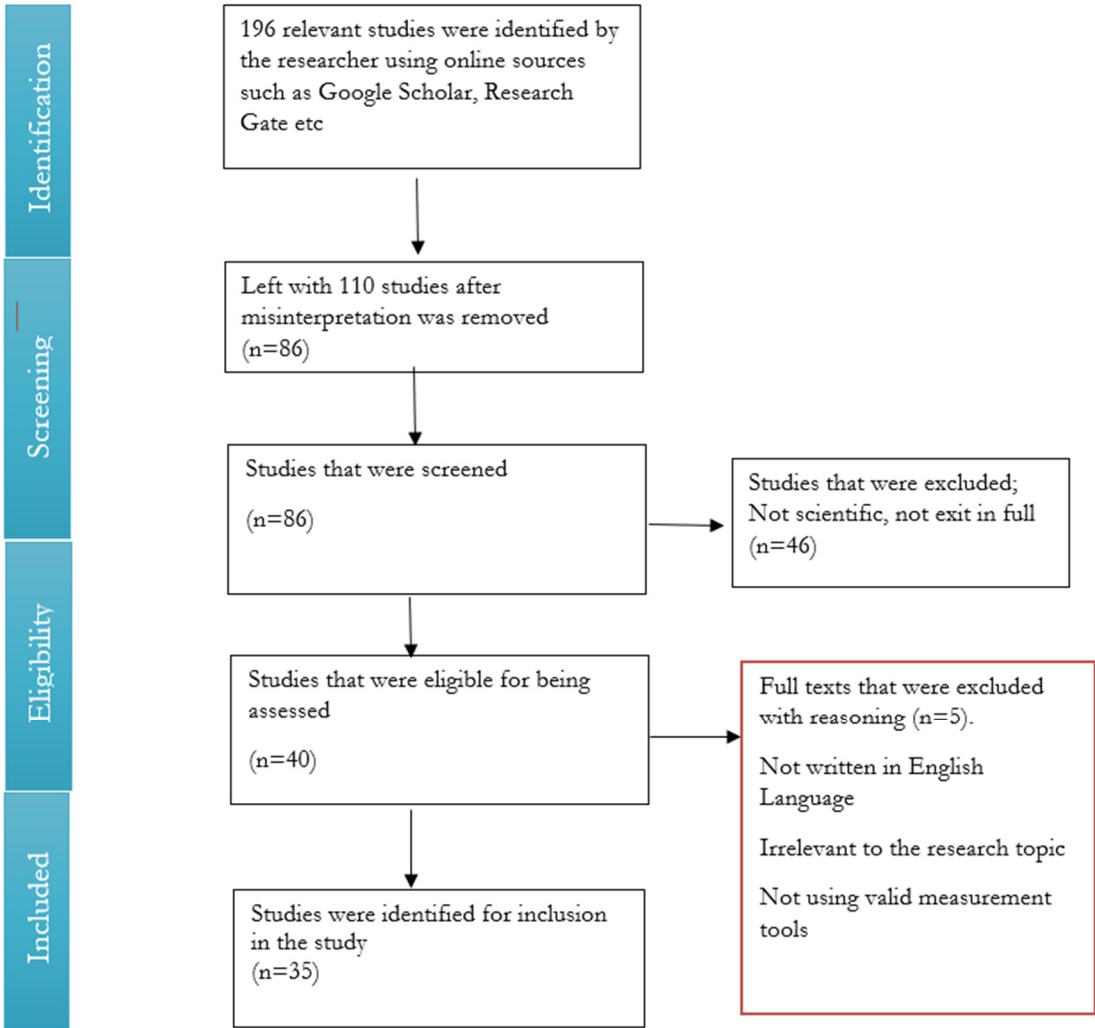 Identification
196 relevant studies were identified by
the researcher using online sources
such as Google Scholar, Research
Gate etc
Screening
Left with 110 studies after
misinterpretation was removed
(n=86)
Studies that were screened
(n=86)
Studies that were excluded;
Not scientific, not exit in full
(n=46)
Eligibility
Studies that were eligible for being
assessed
(n=40)
Full texts that were excluded
with reasoning (n=5).
Not written in English
Language
Irrelevant to the research topic
Not using valid measurement
tools
Included
Studies were identified for inclusion
in the study
(n=35)